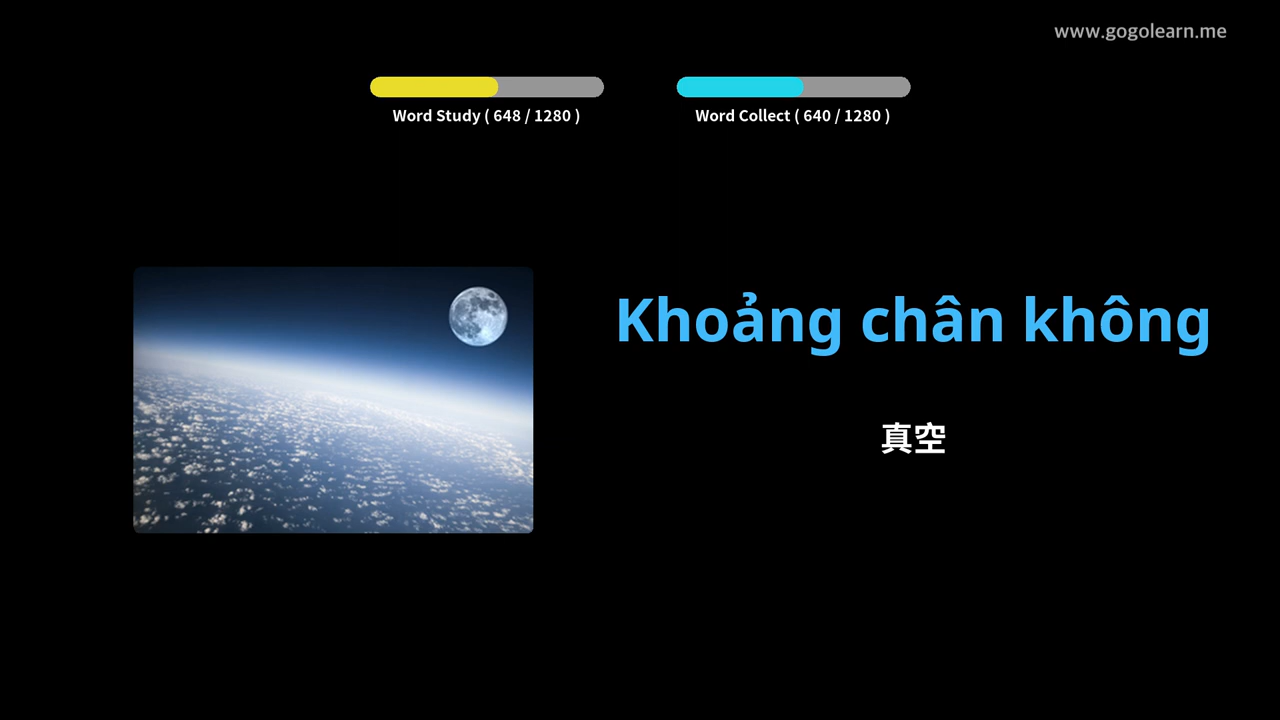 www.gogolearn.me
Word Study ( 648 / 1280 )
Word Collect ( 640 / 1280 )
Khoảng chân không
真空